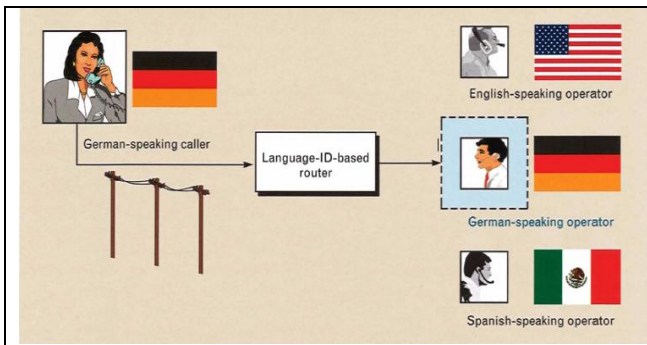 English-speaking operator
German-speaking caller
Language-ID-based
router
German-speaking operator
Spanish-speaking operator